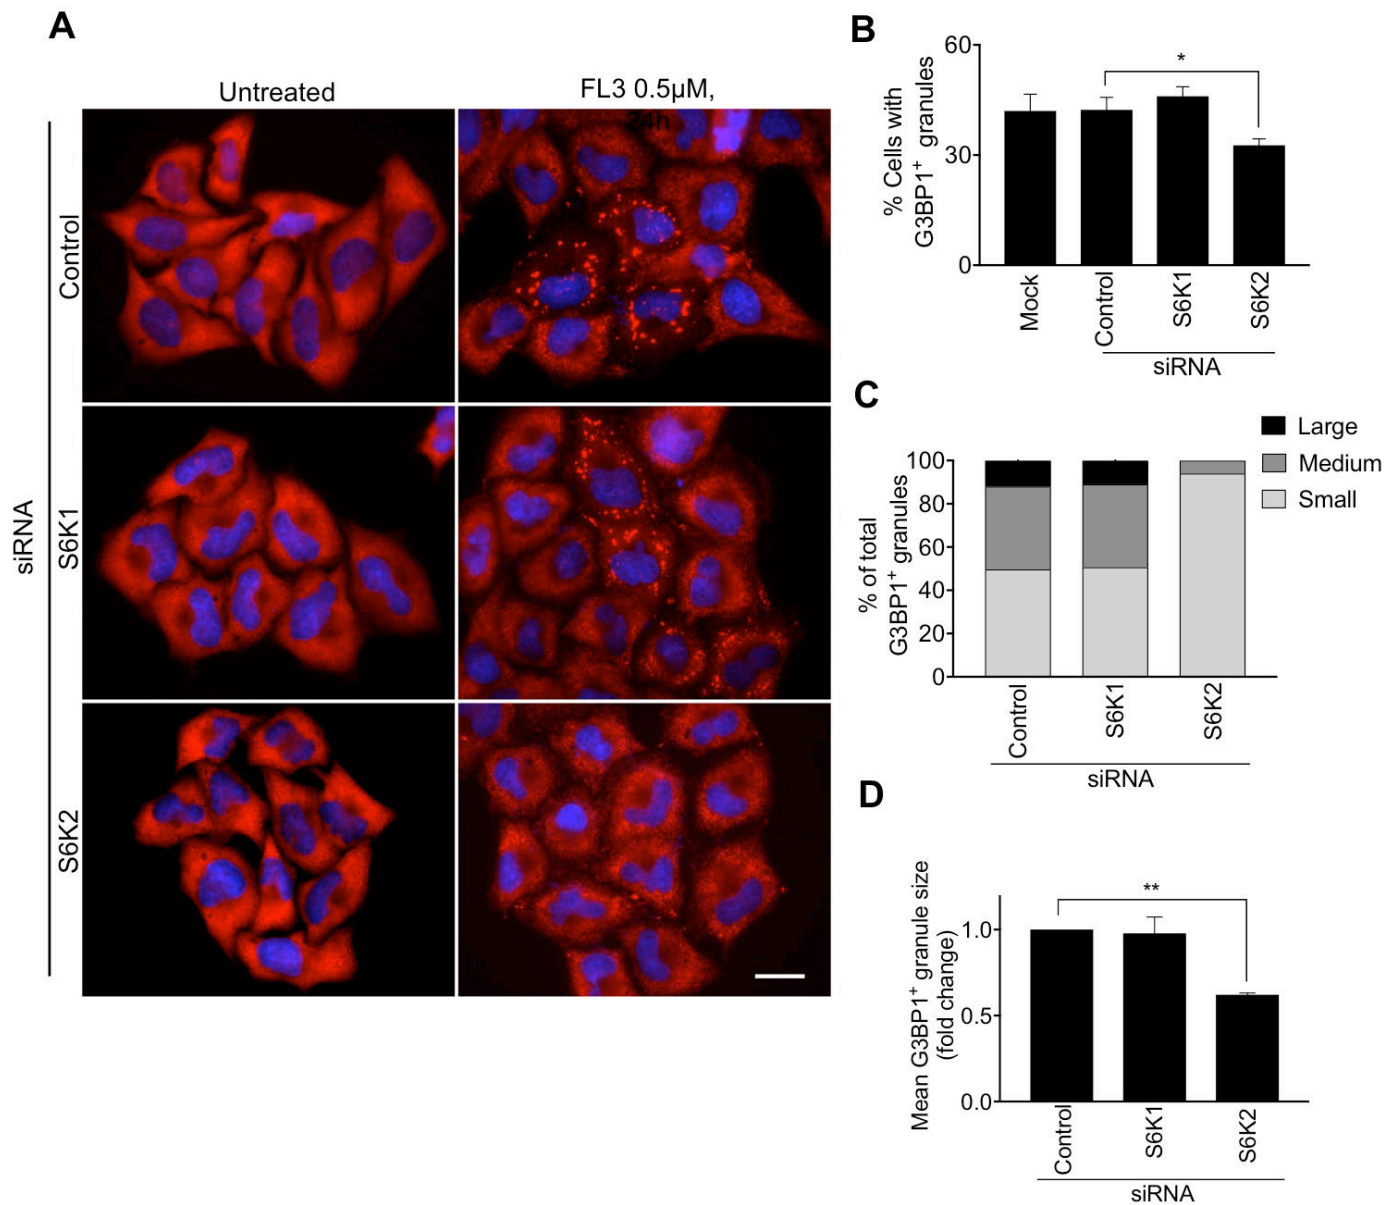 A
Untreated
FL3 0.5µM,
24h
Control
S6K1
S6K2
siRNA
B
% Cells with
G3BP1+ granules
60
30
0
*
Mock
Control
S6K1
S6K2
siRNA
C
% of total
G3BP1+ granules
100
80
60
40
20
0
Large
Medium
Small
Control
S6K1
S6K2
siRNA
D
Mean G3BP1+ granule size
(fold change)
1.0
0.5
0.0
**
Control
S6K1
S6K2
siRNA